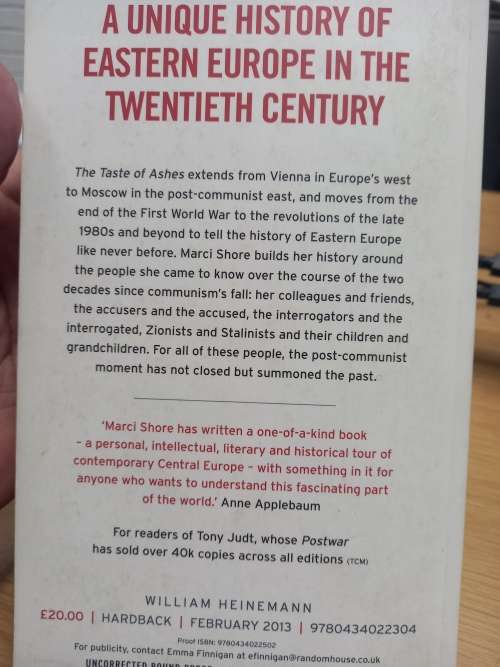 A UNIQUE HISTORY OF
EASTERN EUROPE IN THE
TWENTIETH CENTURY
The Taste of Ashes extends from Vienna in Europe's west
to Moscow in the post-communist east, and moves from the
end of the First World War to the revolutions of the late
1980s and beyond to tell the history of Eastern Europe
like never before. Marci Shore builds her history around
the people she came to know over the course of the two
decades since communism's fall: her colleagues and friends,
the accusers and the accused, the interrogators and the
interrogated, Zionists and Stalinists and their children and
grandchildren. For all of these people, the post-communist
moment has not closed but summoned the past.
'Marci Shore has written a one-of-a-kind book
– a personal, intellectual, literary and historical tour of
contemporary Central Europe – with something in it for
anyone who wants to understand this fascinating part
of the world.' Anne Applebaum
For readers of Tony Judt, whose Postwar
has sold over 40k copies across all editions (TCM)
WILLIAM HEINEMANN
£20.00 | HARDBACK | FEBRUARY 2013 | 9780434022304
Proof ISBN: 9780434022502
For publicity, contact Emma Finnigan at efinnigan@randomhouse.co.uk
UNCORRECTED BOUND